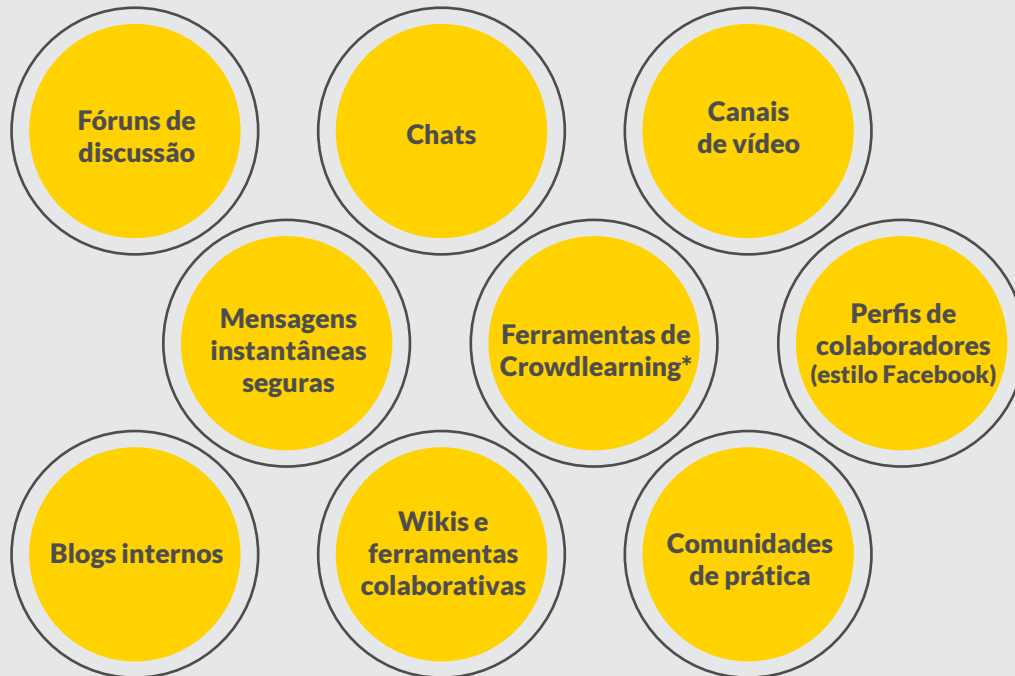 Fóruns de
discussão
Chats
Canais
de vídeo
Mensagens
instantâneas
seguras
Ferramentas de
Crowdlearning*
Perfis de
colaboradores
(estilo Facebook)
Blogs internos
Wikis e
ferramentas
colaborativas
Comunidades
de prática